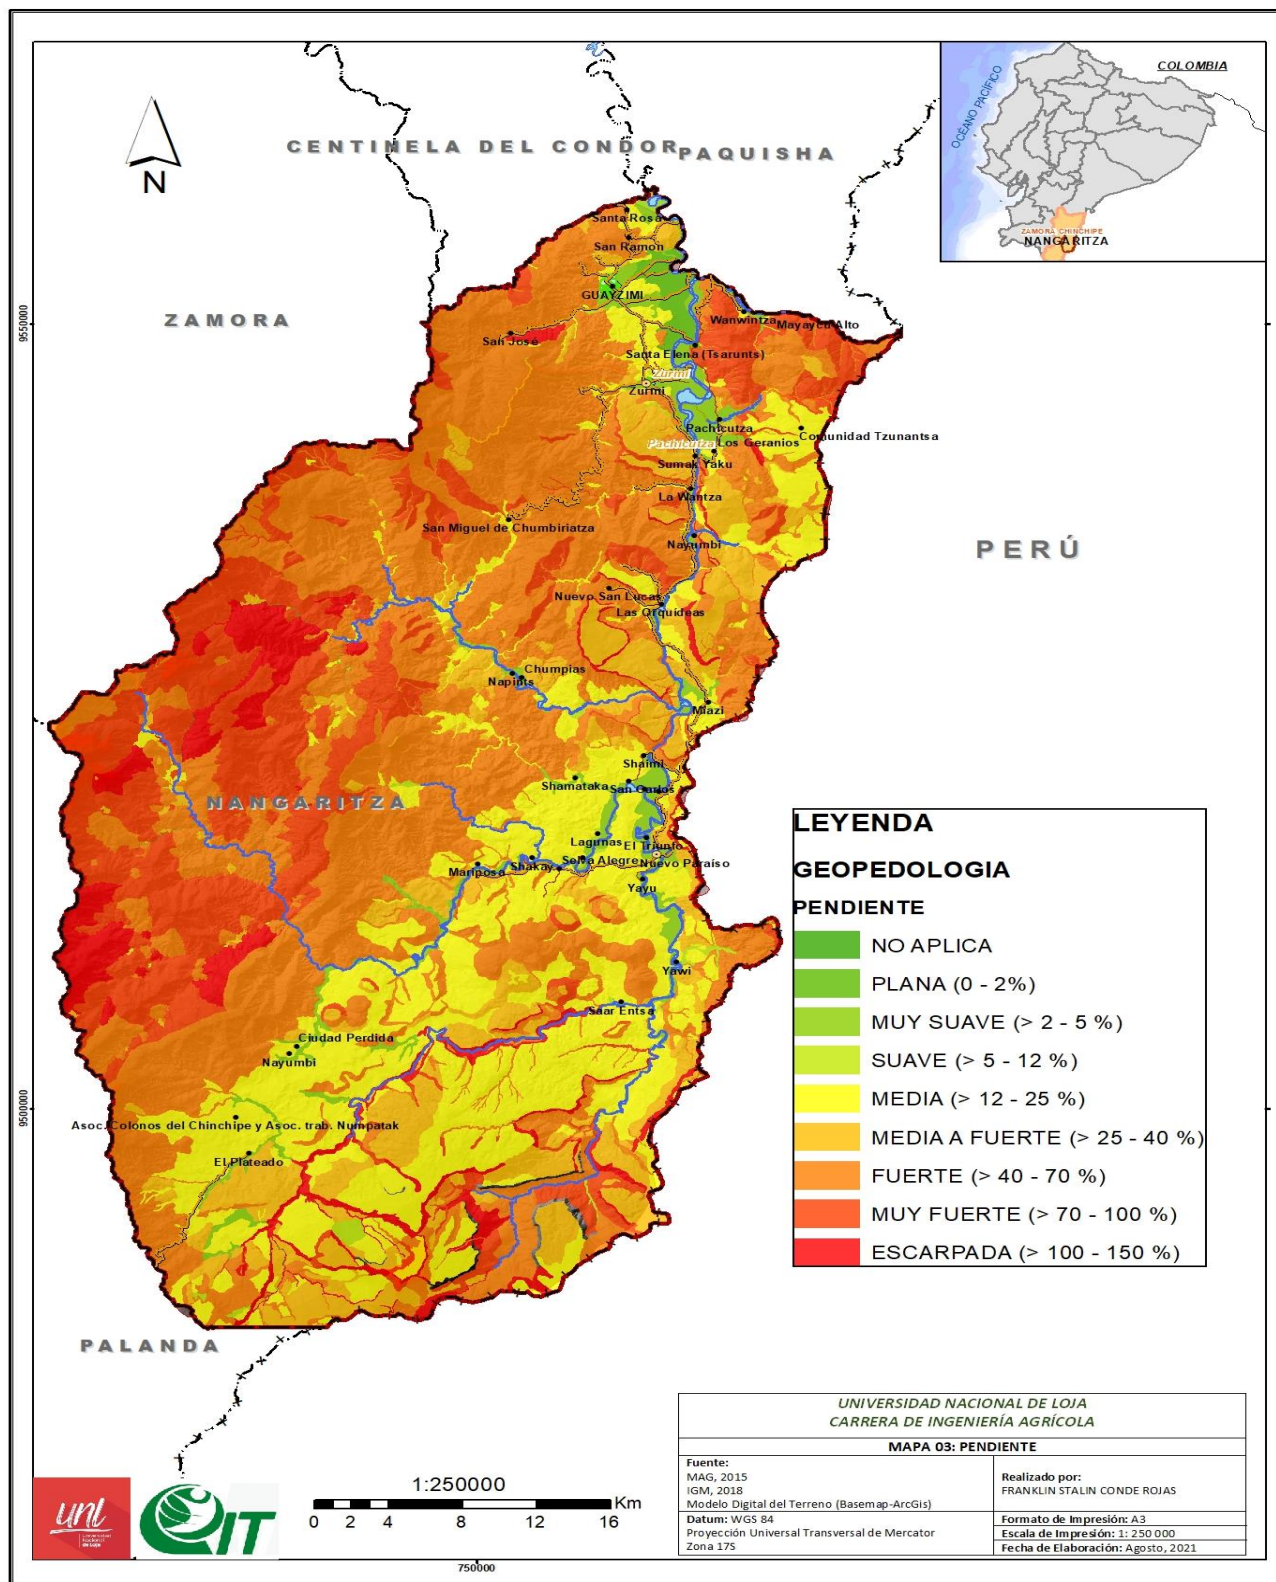 COLOMBIA
OCÉANO PACÍFICO
ZAMORA CHINCHIPE
NANGARITZA
CENTINELA DEL CONDOR
PAQUISHA
N
ZAMORA
PERÚ
NANGARITZA
PALANDA
9550000
9500000
750000
Santa Rosa
San Ramon
GUAYZIMI
Wanwintza
Mayaycu Alto
San José
Santa Elena (Tsarunts)
Zurmi
Zurmi
Pachicutza
Comunidad Tzunantsa
Pachicutza
Los Geranios
Sumak Yaku
La Wantza
San Miguel de Chumbiriatza
Nayumbi
Nuevo San Lucas
Las Orquídeas
Chumpias
Napints
Miazi
Shaimi
Shamataka
San Carlos
Lagunas
El Triunfo
Selva Alegre
Nuevo Paraíso
Shakay
Mariposa
Yayu
Yawi
Saar Entsa
Ciudad Perdida
Nayumbi
Asoc. Colonos del Chinchipe y Asoc. trab. Numpatak
El Plateado
LEYENDA
GEOPEDOLOGIA
PENDIENTE
NO APLICA
PLANA (0 - 2%)
MUY SUAVE (> 2 - 5 %)
SUAVE (> 5 - 12 %)
MEDIA (> 12 - 25 %)
MEDIA A FUERTE (> 25 - 40 %)
FUERTE (> 40 - 70 %)
MUY FUERTE (> 70 - 100 %)
ESCARPADA (> 100 - 150 %)
UNIVERSIDAD NACIONAL DE LOJA
CARRERA DE INGENIERÍA AGRÍCOLA
MAPA 03: PENDIENTE
Fuente:
MAG, 2015
IGM, 2018
Modelo Digital del Terreno (Basemap-ArcGis)
Realizado por:
FRANKLIN STALIN CONDE ROJAS
Datum: WGS 84
Proyección Universal Transversal de Mercator
Zona 17S
Formato de Impresión: A3
Escala de Impresión: 1: 250 000
Fecha de Elaboración: Agosto, 2021
1:250000
Km
0 2 4 8 12 16
unl
Universidad
Nacional
de Loja
IT